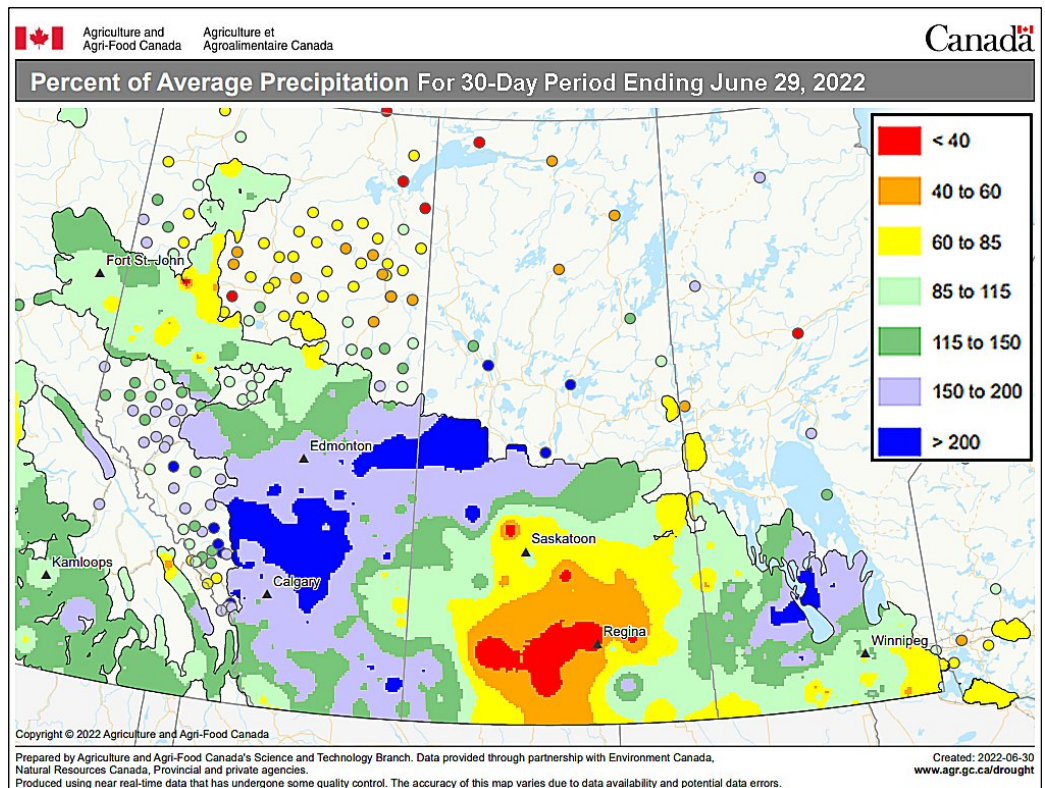 Agriculture and
Agri-Food Canada
Agriculture et
Agroalimentaire Canada
Canada
Percent of Average Precipitation For 30-Day Period Ending June 29, 2022
< 40
40 to 60
60 to 85
85 to 115
115 to 150
150 to 200
> 200
Fort St. John
Edmonton
Saskatoon
Kamloops
Calgary
Regina
Winnipeg
Copyright © 2022 Agriculture and Agri-Food Canada
Prepared by Agriculture and Agri-Food Canada's Science and Technology Branch. Data provided through partnership with Environment Canada,
Natural Resources Canada, Provincial and private agencies.
Produced using near real-time data that has undergone some quality control. The accuracy of this map varies due to data availability and potential data errors.
Created: 2022-06-30
www.agr.gc.ca/drought